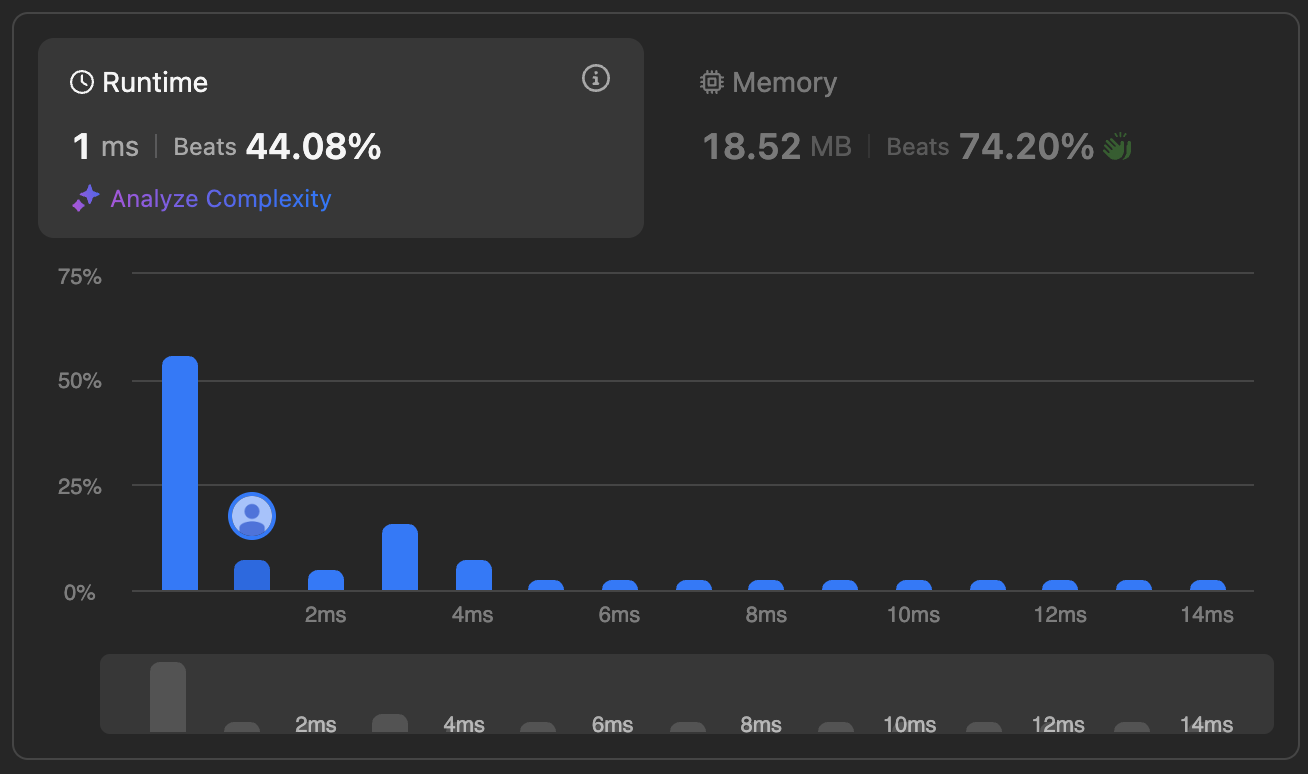 Runtime
1 ms | Beats 44.08%
Analyze Complexity
Memory
18.52 MB | Beats 74.20%
75%
50%
25%
0%
2ms 4ms 6ms 8ms 10ms 12ms 14ms
2ms 4ms 6ms 8ms 10ms 12ms 14ms